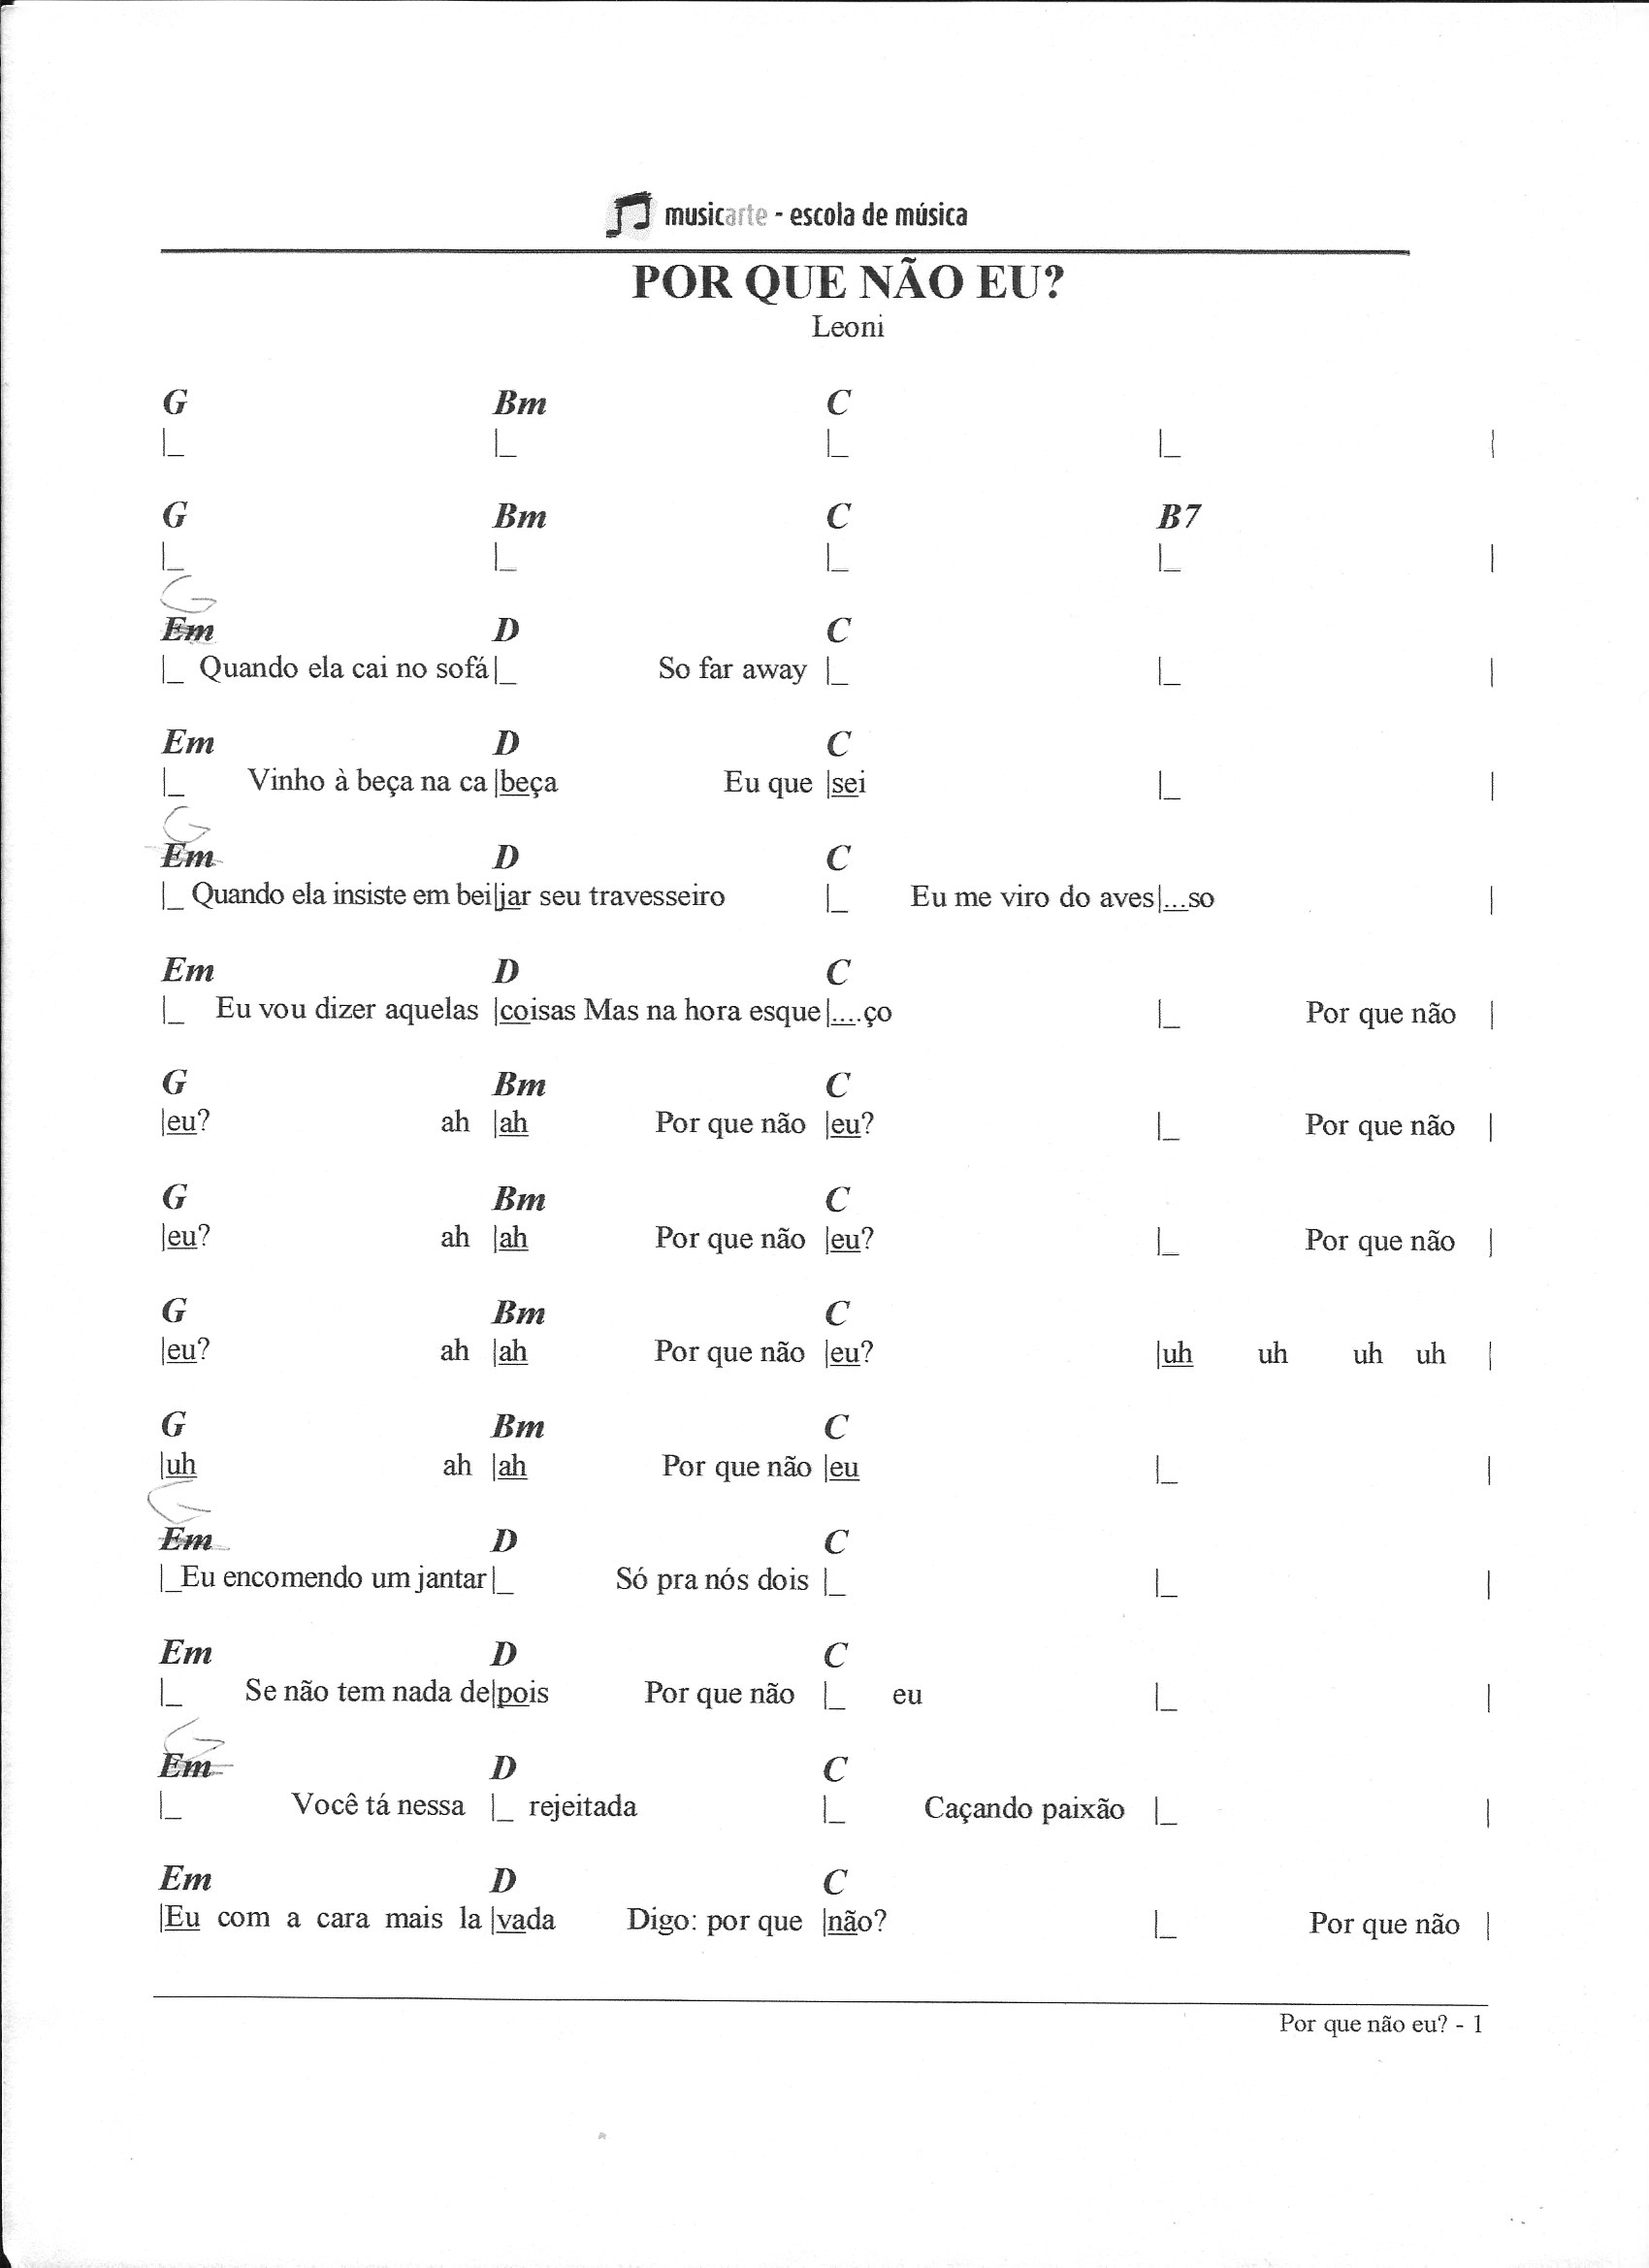 musicarte - escola de música
POR QUE NÃO EU?
Leoni
G Bm C
|_ |_ |_ |_ |
G Bm C B7
|_ |_ |_ |_ |
G
Em D C
|_ Quando ela cai no sofá |_ So far away |_ |_ |
Em D C
|_ Vinho à beça na ca |beça Eu que |sei |_ |
G
Em D C
|_ Quando ela insiste em bei|jar seu travesseiro |_ Eu me viro do aves|...so |
Em D C
|_ Eu vou dizer aquelas |coisas Mas na hora esque|....ço |_ Por que não |
G Bm C
|eu? ah |ah Por que não |eu? |_ Por que não |
G Bm C
|eu? ah |ah Por que não |eu? |_ Por que não |
G Bm C
|eu? ah |ah Por que não |eu? |uh uh uh uh |
G Bm C
|uh ah |ah Por que não |eu |_ |
G
Em D C
|_Eu encomendo um jantar|_ Só pra nós dois |_ |_ |
Em D C
|_ Se não tem nada de|pois Por que não |_ eu |_ |
G
Em D C
|_ Você tá nessa |_ rejeitada |_ Caçando paixão |_ |
Em D C
|Eu com a cara mais la |vada Digo: por que |não? |_ Por que não |
Por que não eu? - 1